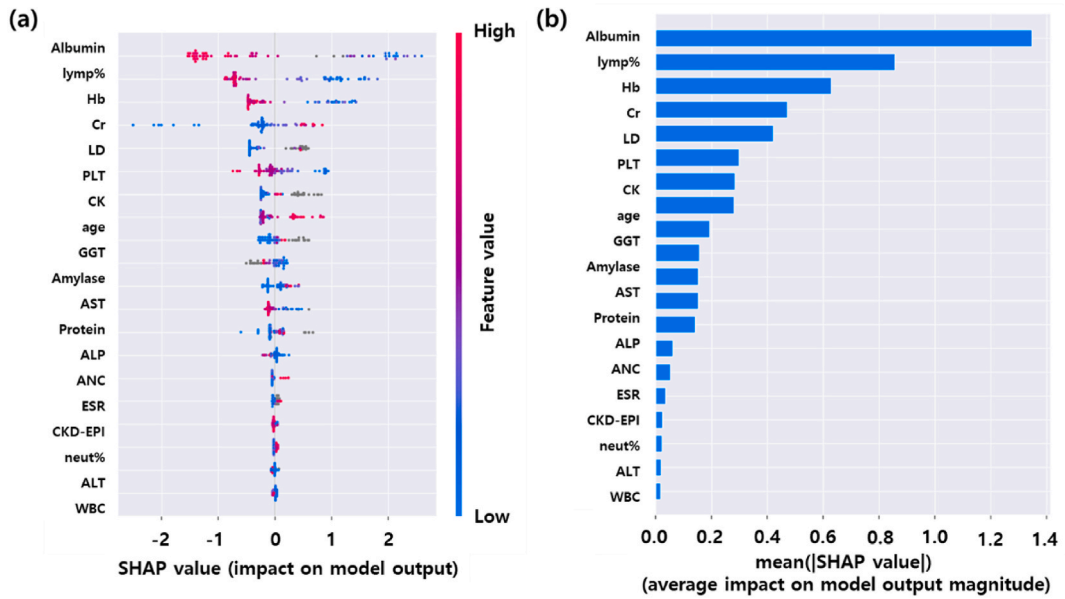 (a)
High
Albumin
lymp%
Hb
Cr
LD
PLT
CK
age
GGT
Amylase
AST
Protein
ALP
ANC
ESR
CKD-EPI
neut%
ALT
WBC
Feature value
Low
-2 -1 0 1 2
SHAP value (impact on model output)
(b)
Albumin
lymp%
Hb
Cr
LD
PLT
CK
age
GGT
Amylase
AST
Protein
ALP
ANC
ESR
CKD-EPI
neut%
ALT
WBC
0.0 0.2 0.4 0.6 0.8 1.0 1.2 1.4
mean(|SHAP value|)
(average impact on model output magnitude)